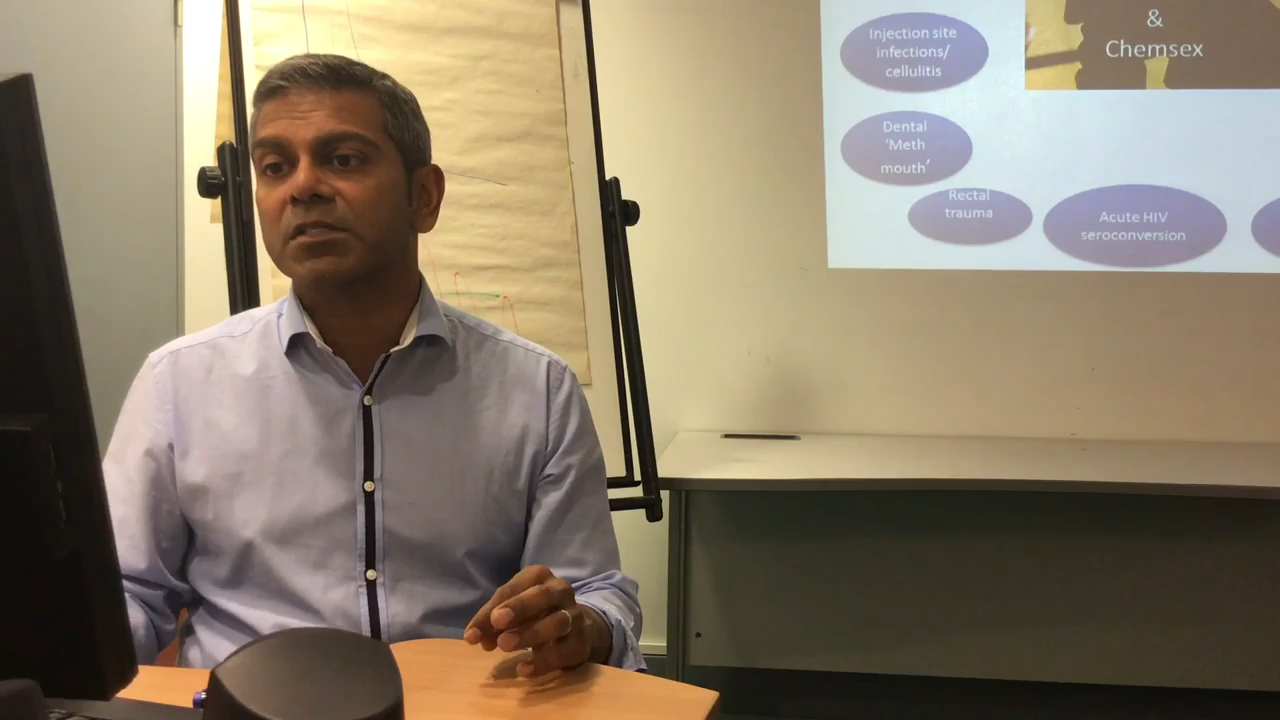 &
Chemsex
Injection site
infections/
cellulitis
Dental
‘Meth
mouth’
Rectal
trauma
Acute HIV
seroconversion